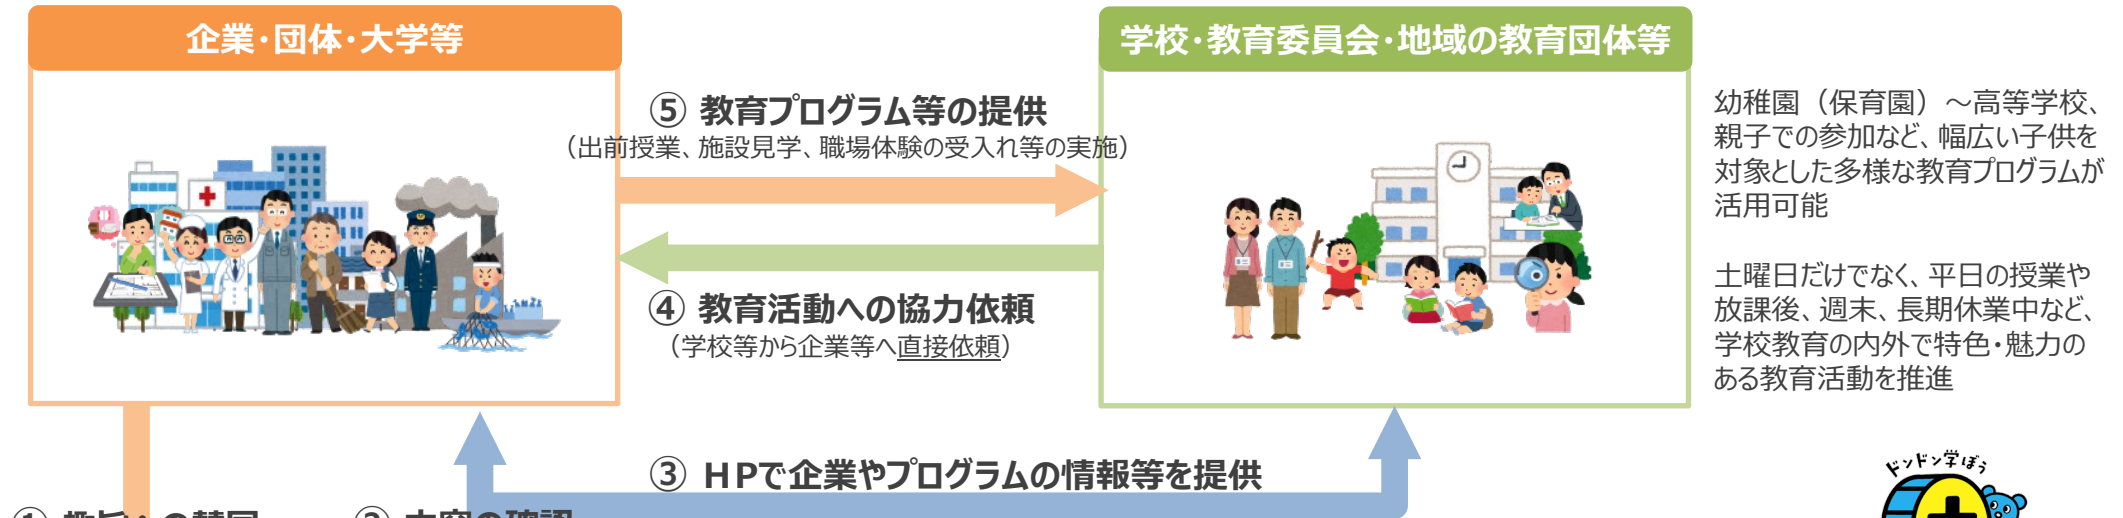 企業・団体・大学等
学校・教育委員会・地域の教育団体等
⑤ 教育プログラム等の提供
（出前授業、施設見学、職場体験の受入れ等の実施）
④ 教育活動への協力依頼
（学校等から企業等へ直接依頼）
幼稚園（保育園）～高等学校、
親子での参加など、幅広い子供を
対象とした多様な教育プログラムが
活用可能
土曜日だけでなく、平日の授業や
放課後、週末、長期休業中など、
学校教育の内外で特色・魅力の
ある教育活動を推進
③ ＨＰで企業やプログラムの情報等を提供
ドンドン学ぼう